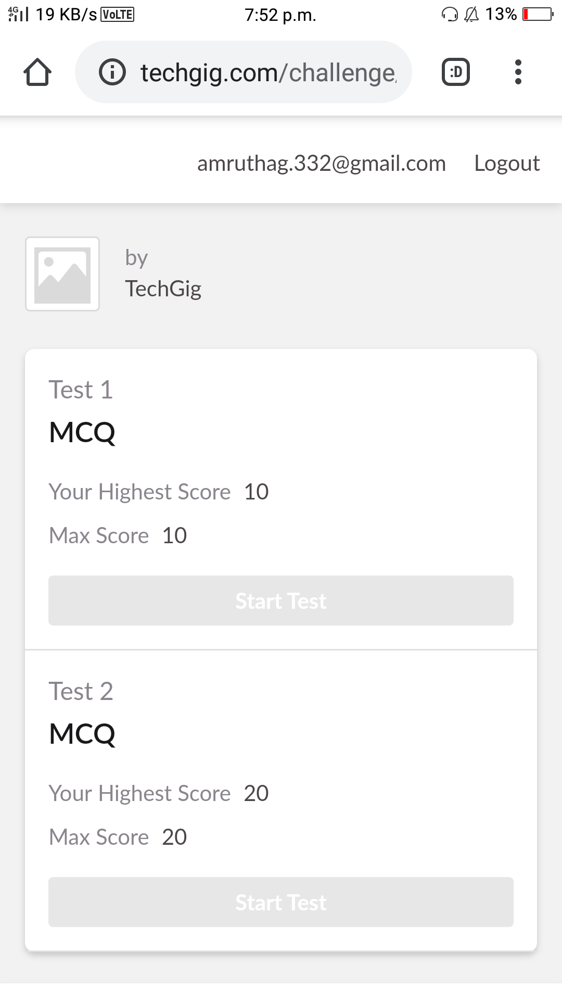 4G 19 KB/s VoLTE 7:52 p.m. 13%
techgig.com/challenge :D
amruthag.332@gmail.com Logout
by
TechGig
Test 1
MCQ
Your Highest Score 10
Max Score 10
Start Test
Test 2
MCQ
Your Highest Score 20
Max Score 20
Start Test